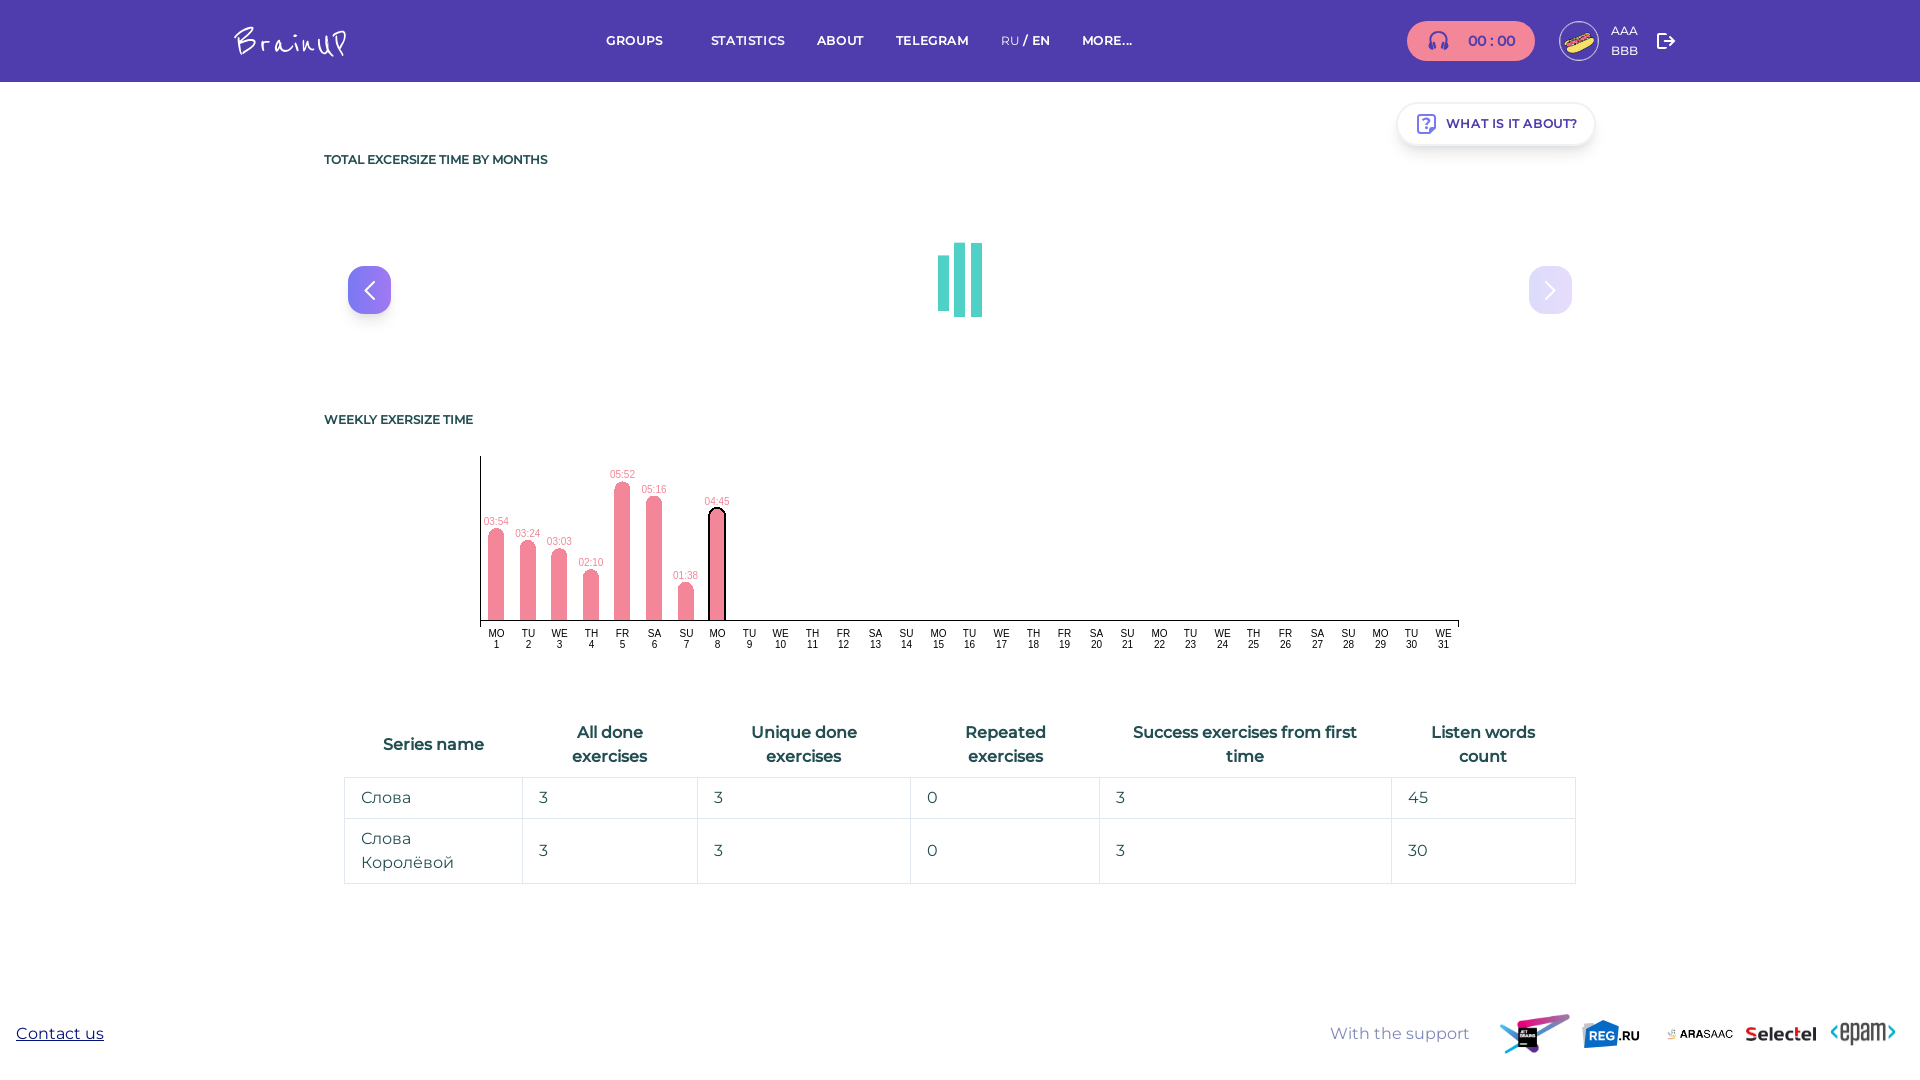 BrainUP
GROUPS STATISTICS ABOUT TELEGRAM RU / EN MORE...
00 : 00
AAA
BBB
WHAT IS IT ABOUT?
TOTAL EXCERSIZE TIME BY MONTHS
WEEKLY EXERSIZE TIME
03:54 03:24 03:03 02:10 05:52 05:16 01:38 04:45
MO TU WE TH FR SA SU MO TU WE TH FR SA SU MO TU WE TH FR SA SU MO TU WE TH FR SA SU MO TU WE
1 2 3 4 5 6 7 8 9 10 11 12 13 14 15 16 17 18 19 20 21 22 23 24 25 26 27 28 29 30 31
Series name
All done
exercises
Unique done
exercises
Repeated
exercises
Success exercises from first
time
Listen words
count
Слова 3 3 0 3 45
Слова
Королёвой
3 3 0 3 30
Contact us
With the support
JET
BRAINS
REG.RU
ARASAAC
Selectel
<epam>